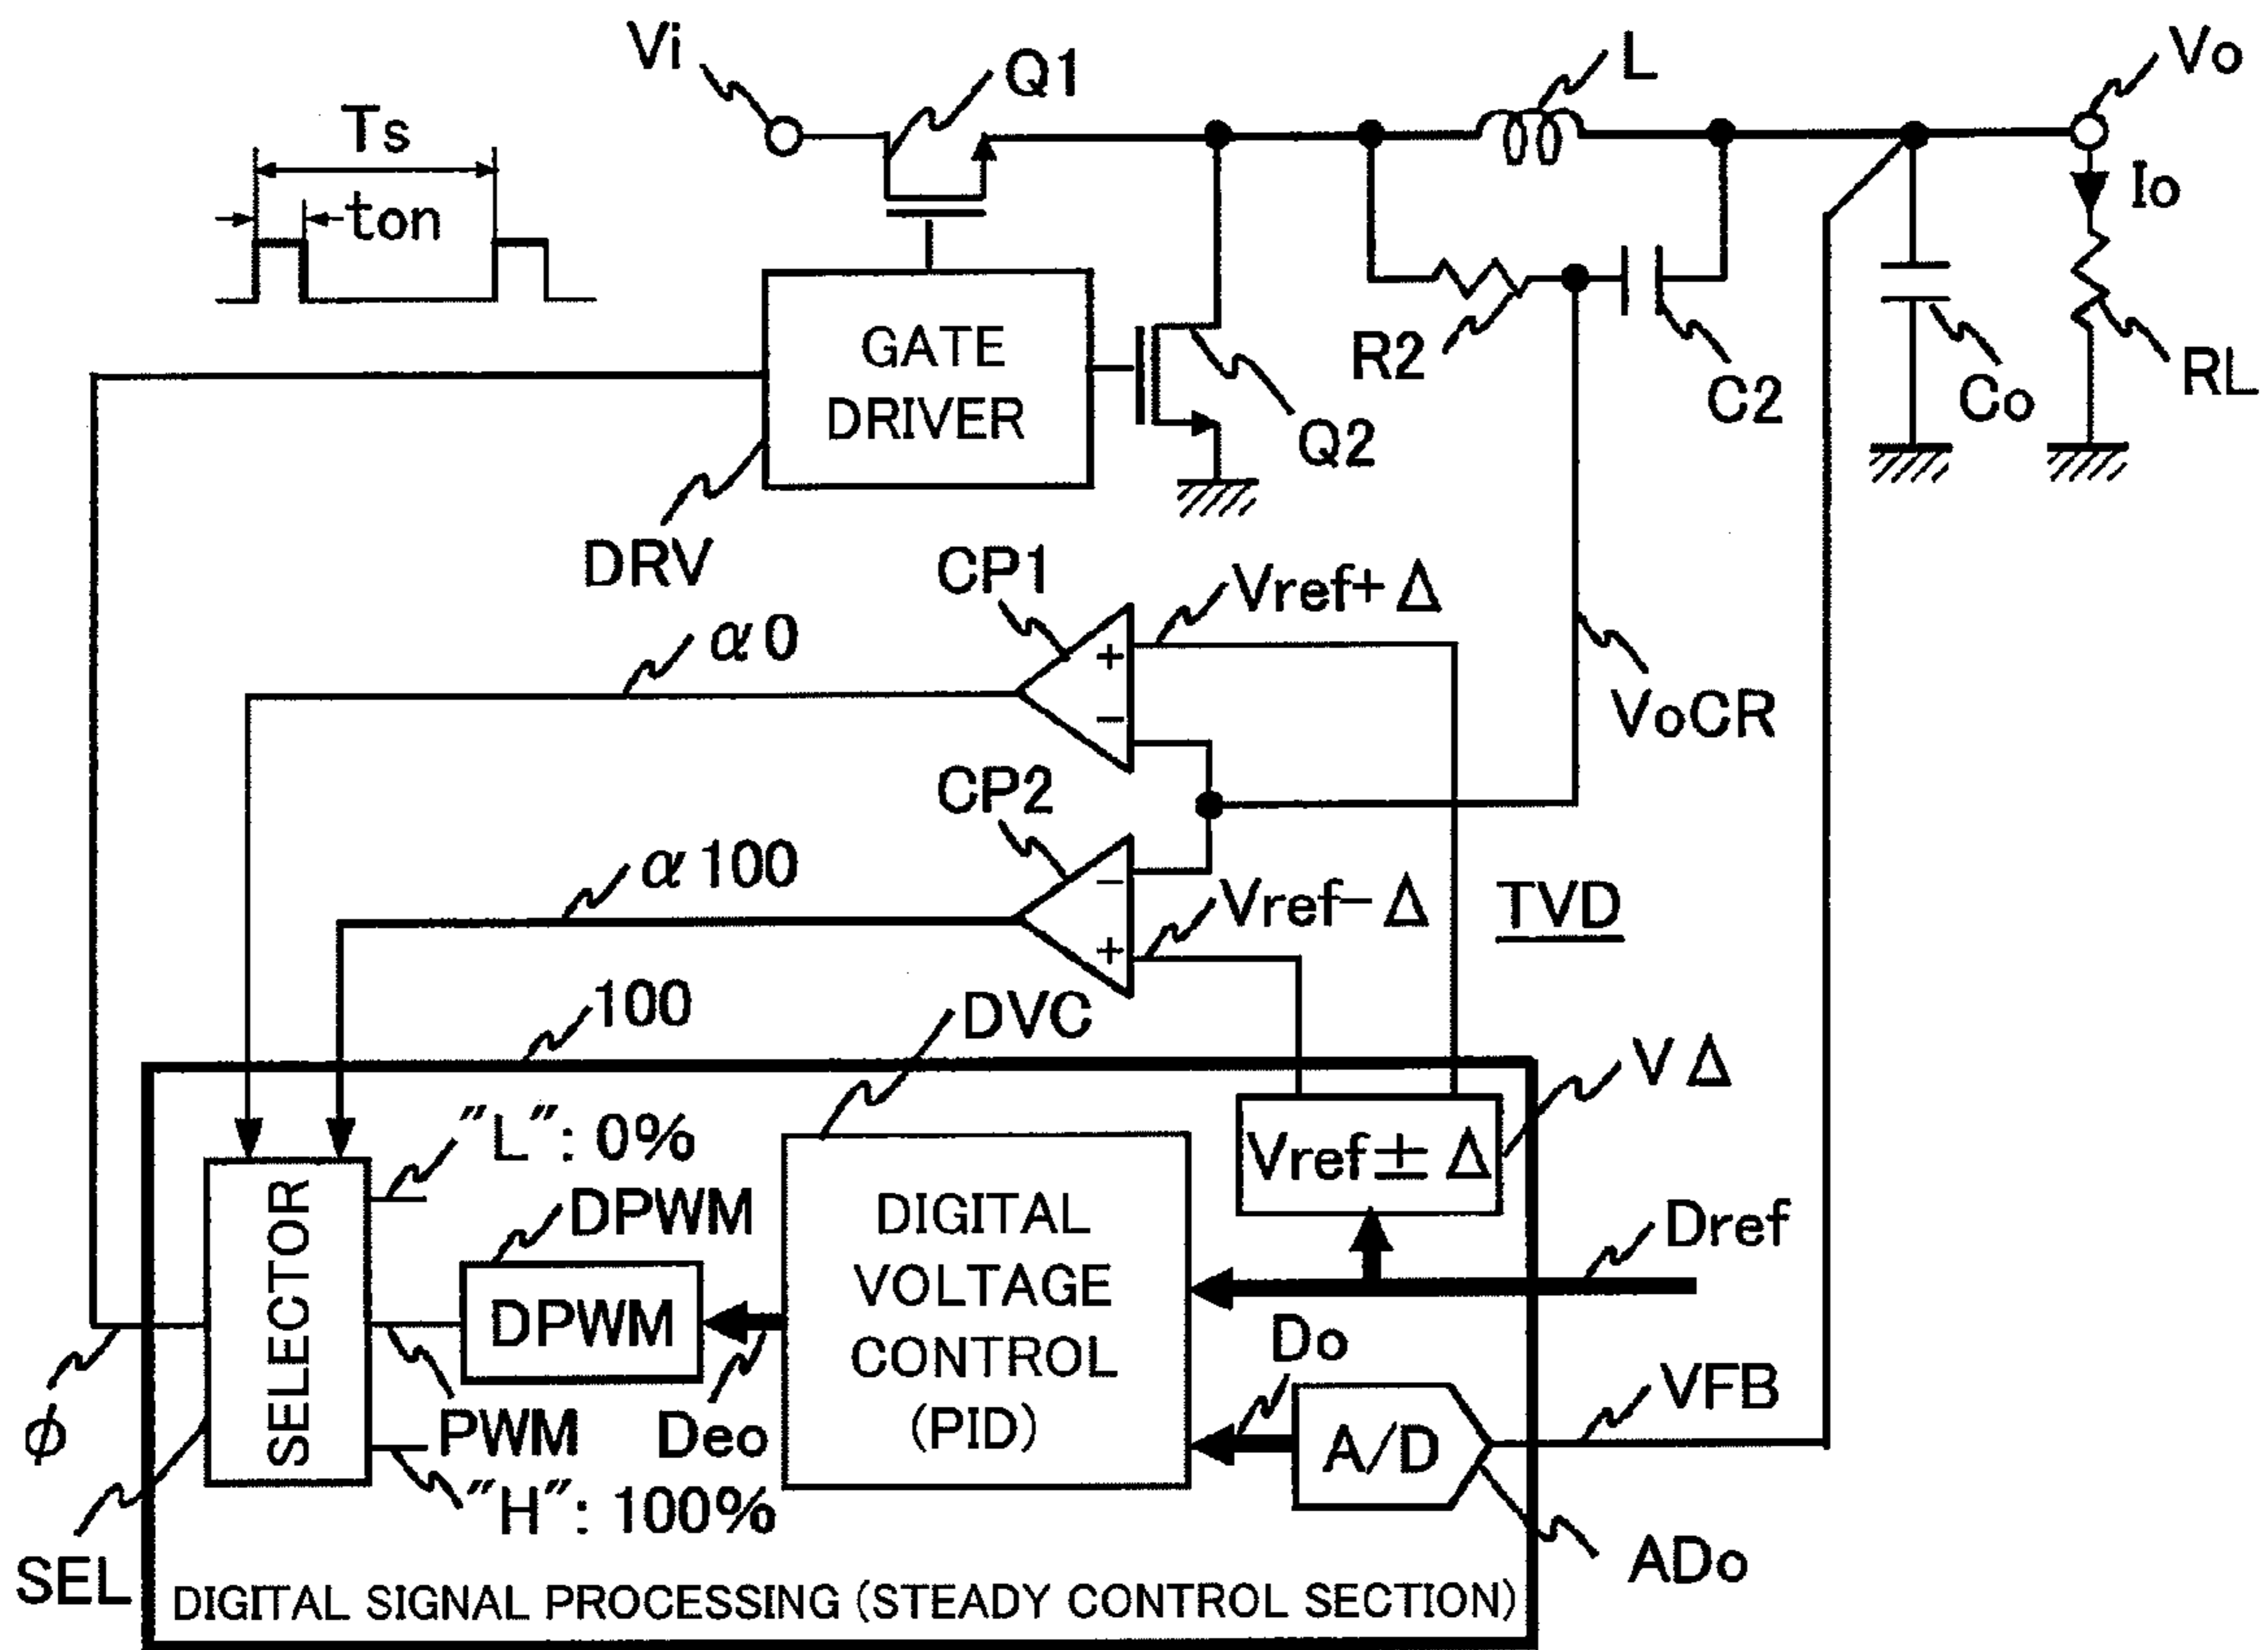 Vi
Q1
L
Vo
Ts
ton
Io
GATE
DRIVER
R2
C2
Co
RL
Q2
DRV
CP1
Vref+Δ
α0
+
−
VoCR
CP2
α100
−
+
Vref−Δ
TVD
100
DVC
VΔ
"L": 0%
Vref±Δ
DPWM
DIGITAL
VOLTAGE
CONTROL
(PID)
Dref
SELECTOR
DPWM
Do
VFB
ϕ
PWM
Deo
A/D
"H": 100%
SEL
ADo
DIGITAL SIGNAL PROCESSING (STEADY CONTROL SECTION)